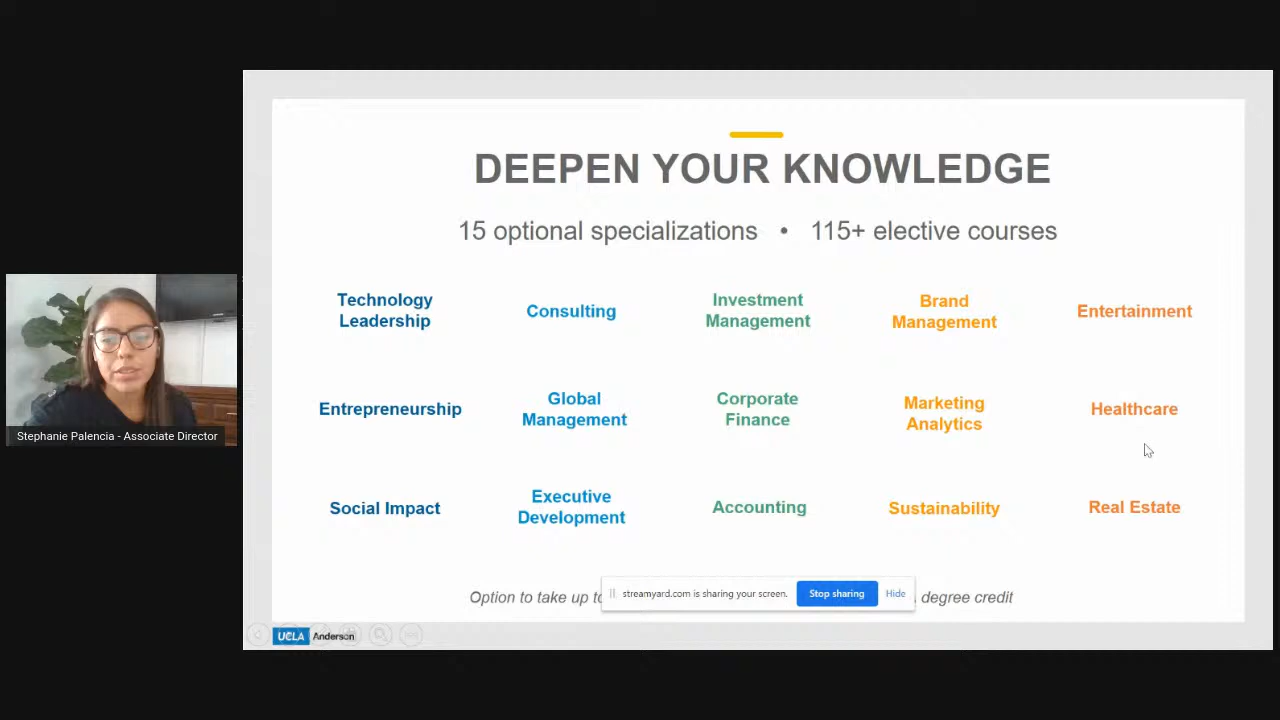 DEEPEN YOUR KNOWLEDGE
15 optional specializations • 115+ elective courses
Technology
Leadership
Consulting
Investment
Management
Brand
Management
Entertainment
Entrepreneurship
Global
Management
Corporate
Finance
Marketing
Analytics
Healthcare
Social Impact
Executive
Development
Accounting
Sustainability
Real Estate
Option to take up to
degree credit
streamyard.com is sharing your screen.
Stop sharing
Hide
UCLA Anderson
Stephanie Palencia - Associate Director